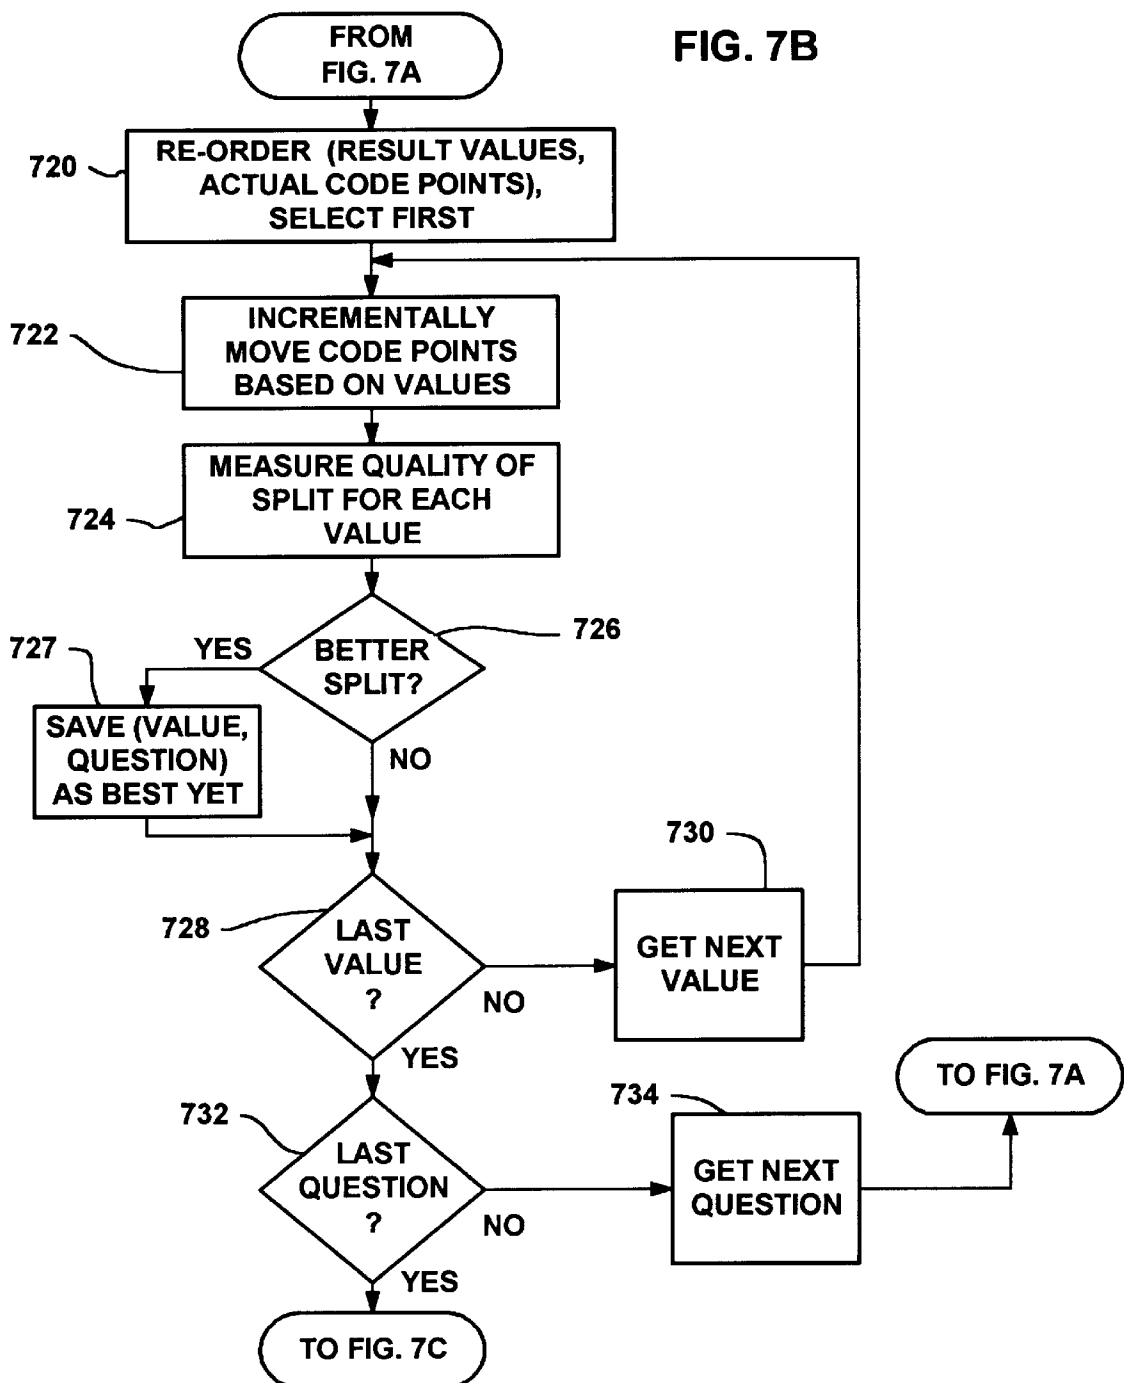 FROM
FIG. 7A
FIG. 7B
720
RE-ORDER (RESULT VALUES,
ACTUAL CODE POINTS),
SELECT FIRST
722
INCREMENTALLY
MOVE CODE POINTS
BASED ON VALUES
724
MEASURE QUALITY OF
SPLIT FOR EACH
VALUE
726
BETTER
SPLIT?
YES
NO
727
SAVE (VALUE,
QUESTION)
AS BEST YET
728
LAST
VALUE
?
NO
YES
730
GET NEXT
VALUE
732
LAST
QUESTION
?
NO
YES
734
GET NEXT
QUESTION
TO FIG. 7A
TO FIG. 7C